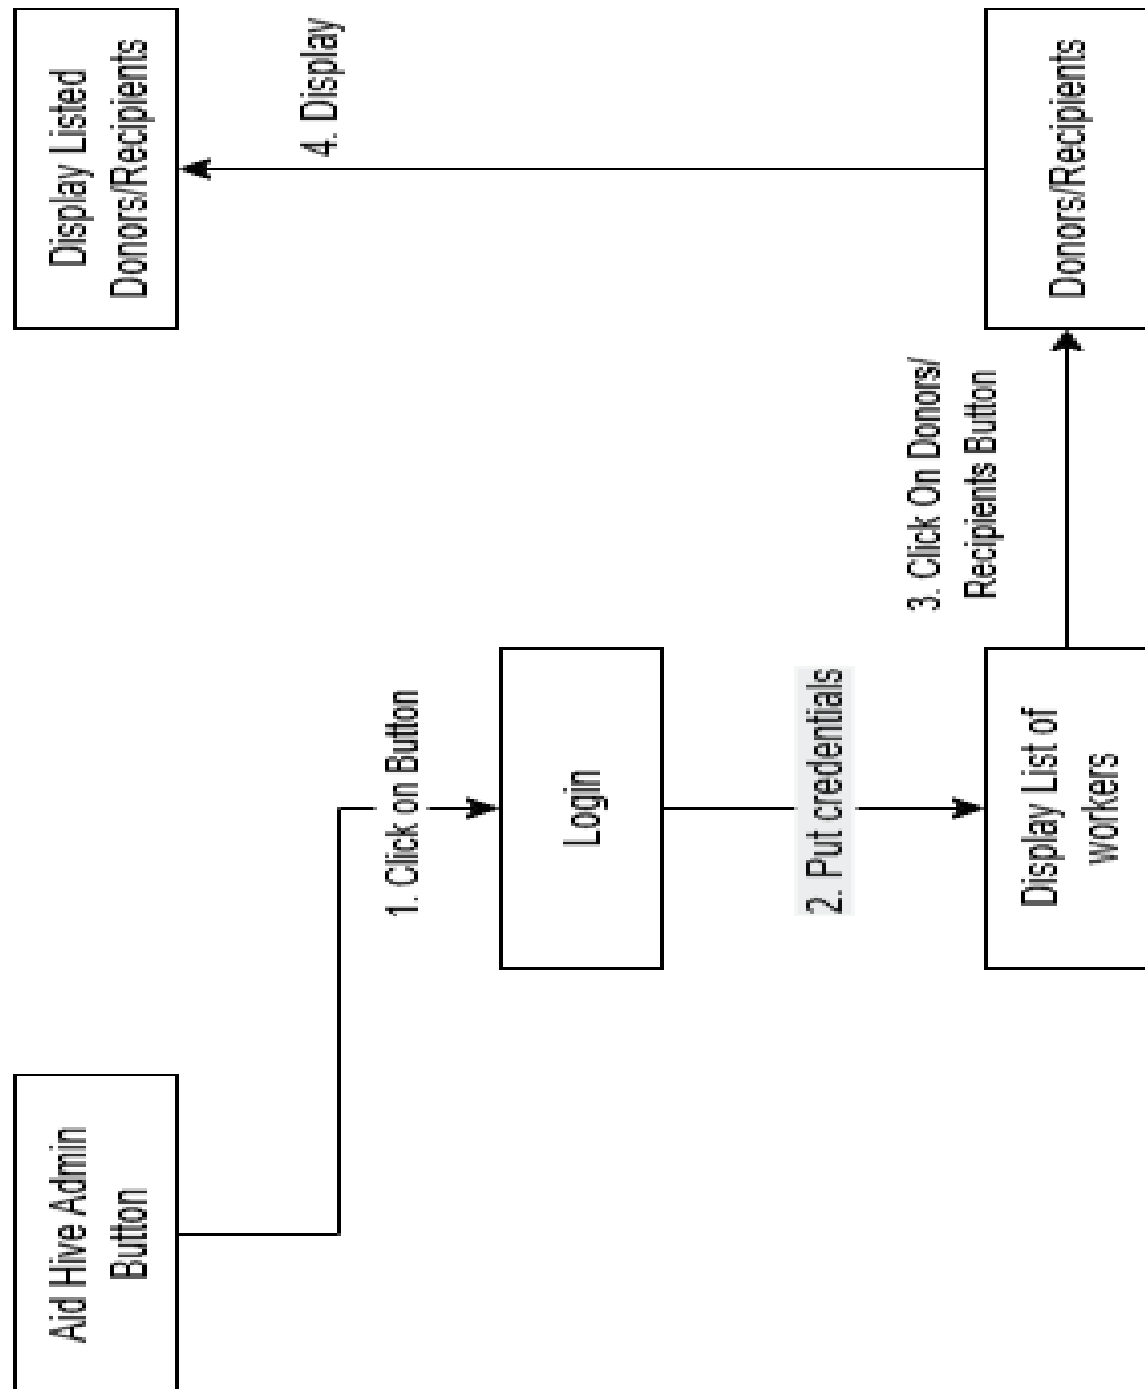 Aid Hive Admin
Button
1. Click on Button
Login
2. Put credentials
Display List of
workers
3. Click On Donors/
Recipients Button
Donors/Recipients
4. Display
Display Listed
Donors/Recipients